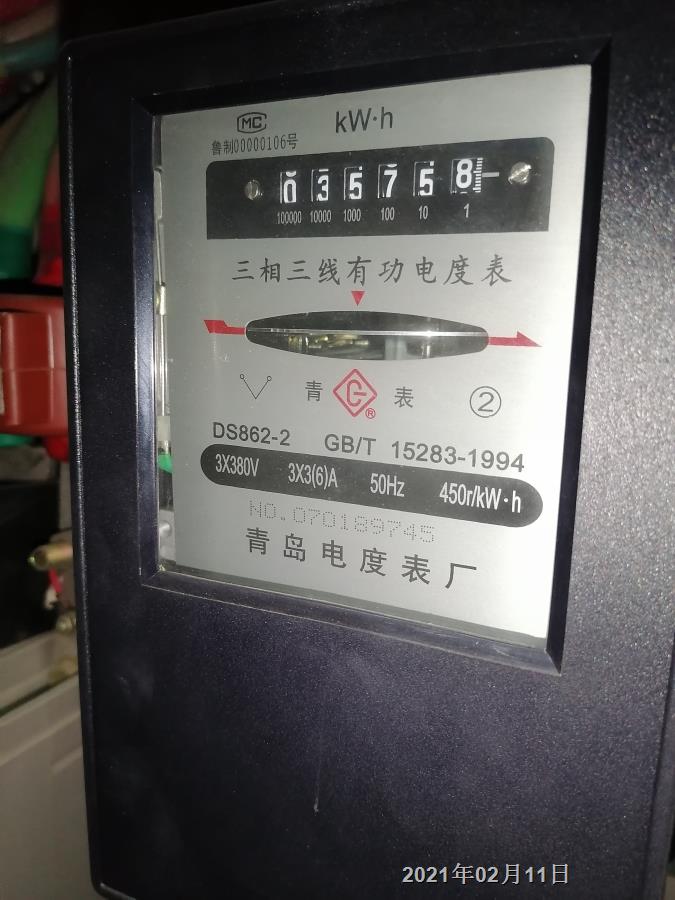 MC
kW·h
鲁制00000106号
0 3 5 7 5 8
100000 10000 1000 100 10 1
三相三线有功电度表
青 G ® 表 ②
DS862-2 GB/T 15283-1994
3X380V 3X3(6)A 50Hz 450r/kW·h
NO.070189745
青岛电度表厂
2021年02月11日